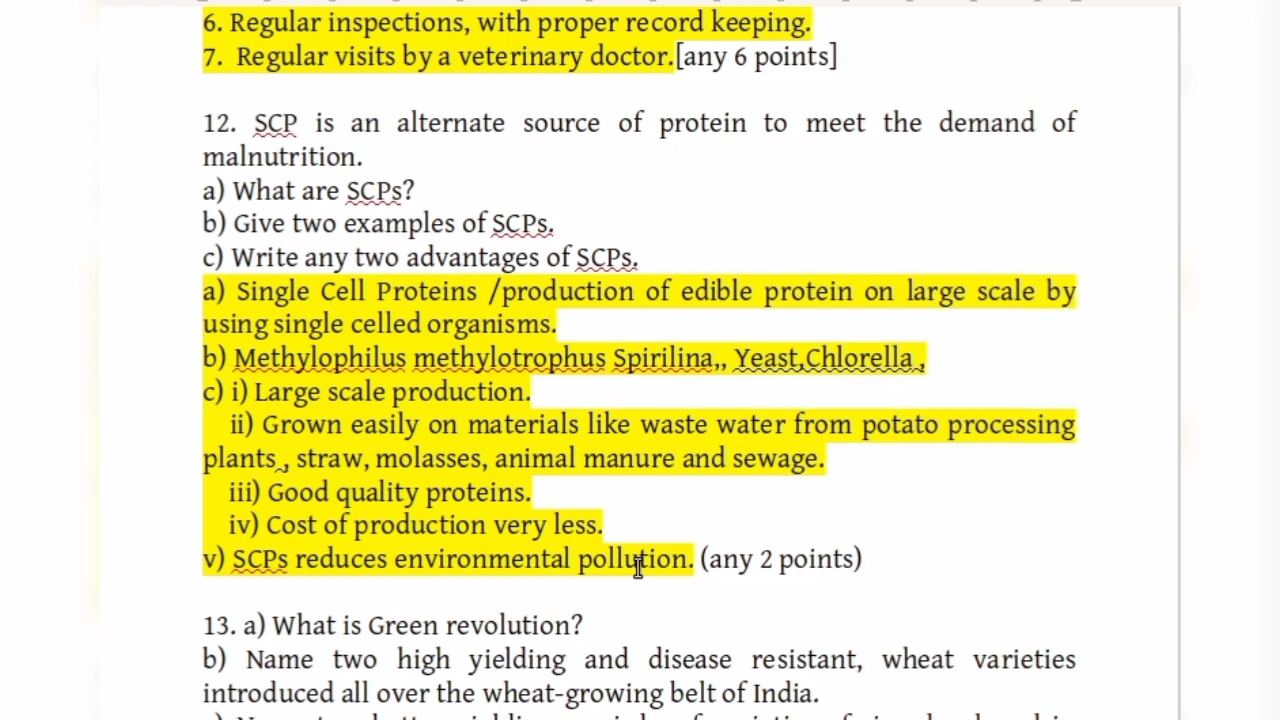 6. Regular inspections, with proper record keeping.
7. Regular visits by a veterinary doctor.[any 6 points]
12. SCP is an alternate source of protein to meet the demand of
malnutrition.
a) What are SCPs?
b) Give two examples of SCPs.
c) Write any two advantages of SCPs.
a) Single Cell Proteins /production of edible protein on large scale by
using single celled organisms.
b) Methylophilus methylotrophus Spirilina,, Yeast,Chlorella ,
c) i) Large scale production.
ii) Grown easily on materials like waste water from potato processing
plants , straw, molasses, animal manure and sewage.
iii) Good quality proteins.
iv) Cost of production very less.
v) SCPs reduces environmental pollution. (any 2 points)
13. a) What is Green revolution?
b) Name two high yielding and disease resistant, wheat varieties
introduced all over the wheat-growing belt of India.